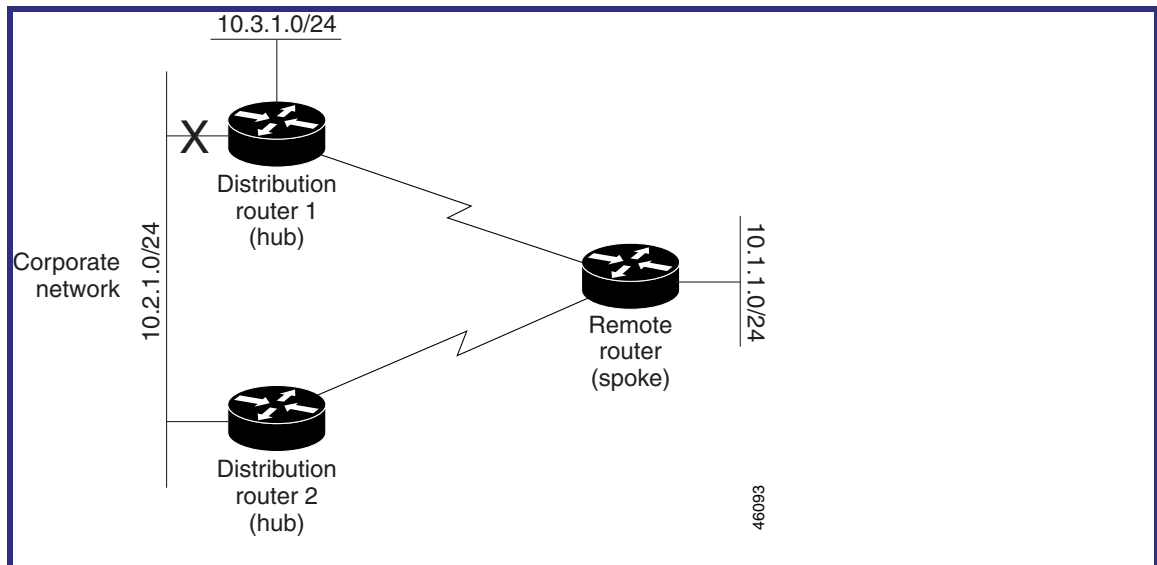 10.3.1.0/24
X
Distribution
router 1
(hub)
Corporate
network
10.2.1.0/24
10.1.1.0/24
Remote
router
(spoke)
Distribution
router 2
(hub)
46093